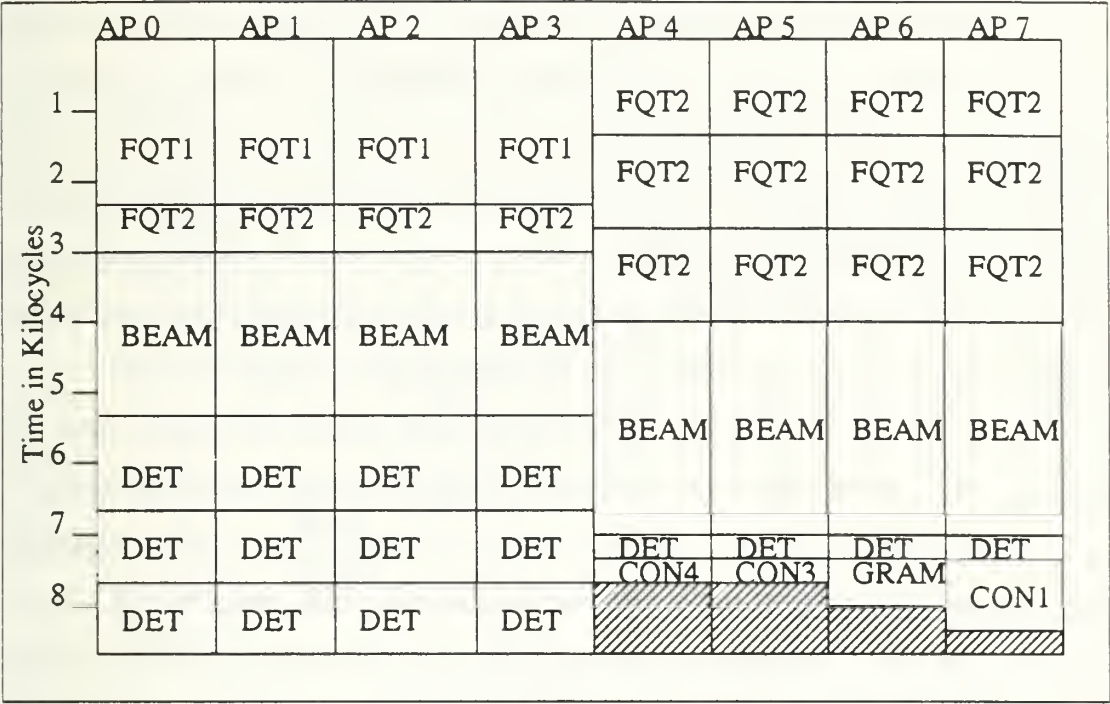 AP 0 AP 1 AP 2 AP 3 AP 4 AP 5 AP 6 AP 7
1 FQT2 FQT2 FQT2 FQT2
FQT1 FQT1 FQT1 FQT1
2 FQT2 FQT2 FQT2 FQT2
FQT2 FQT2 FQT2 FQT2
3 FQT2 FQT2 FQT2 FQT2
4 BEAM BEAM BEAM BEAM
5 BEAM BEAM BEAM BEAM
6 DET DET DET DET
7 DET DET DET DET DET DET DET DET
CON4 CON3 GRAM
8 CON1
DET DET DET DET
Time in Kilocycles